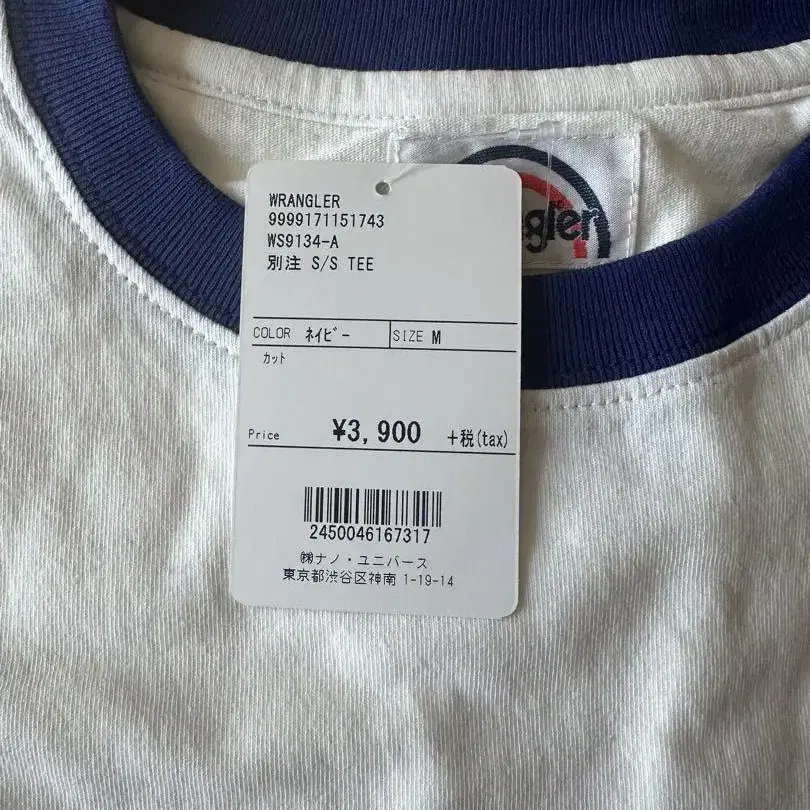 WRANGLER
9999171151743
WS9134-A
別注 S/S TEE
COLOR ネイビー SIZE M
カット
Price ¥3,900 +税(tax)
2450046167317
㈱ナノ・ユニバース
東京都渋谷区神南 1-19-14